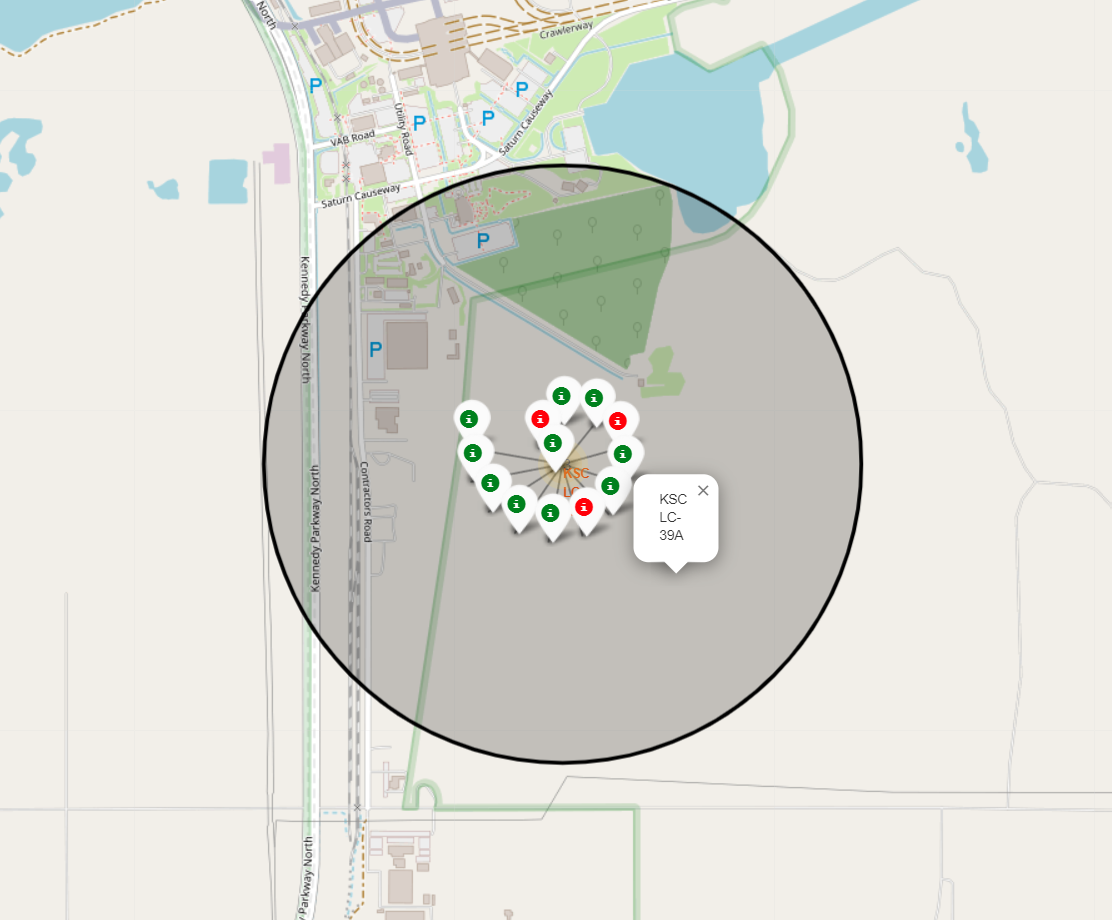 North
Crawlerway
P
P
P
P
Utility Road
VAB Road
Saturn Causeway
Saturn Causeway
P
Kennedy Parkway North
P
KSC
KSC
LC-
39A
Kennedy Parkway North
Contractors Road
Parkway North